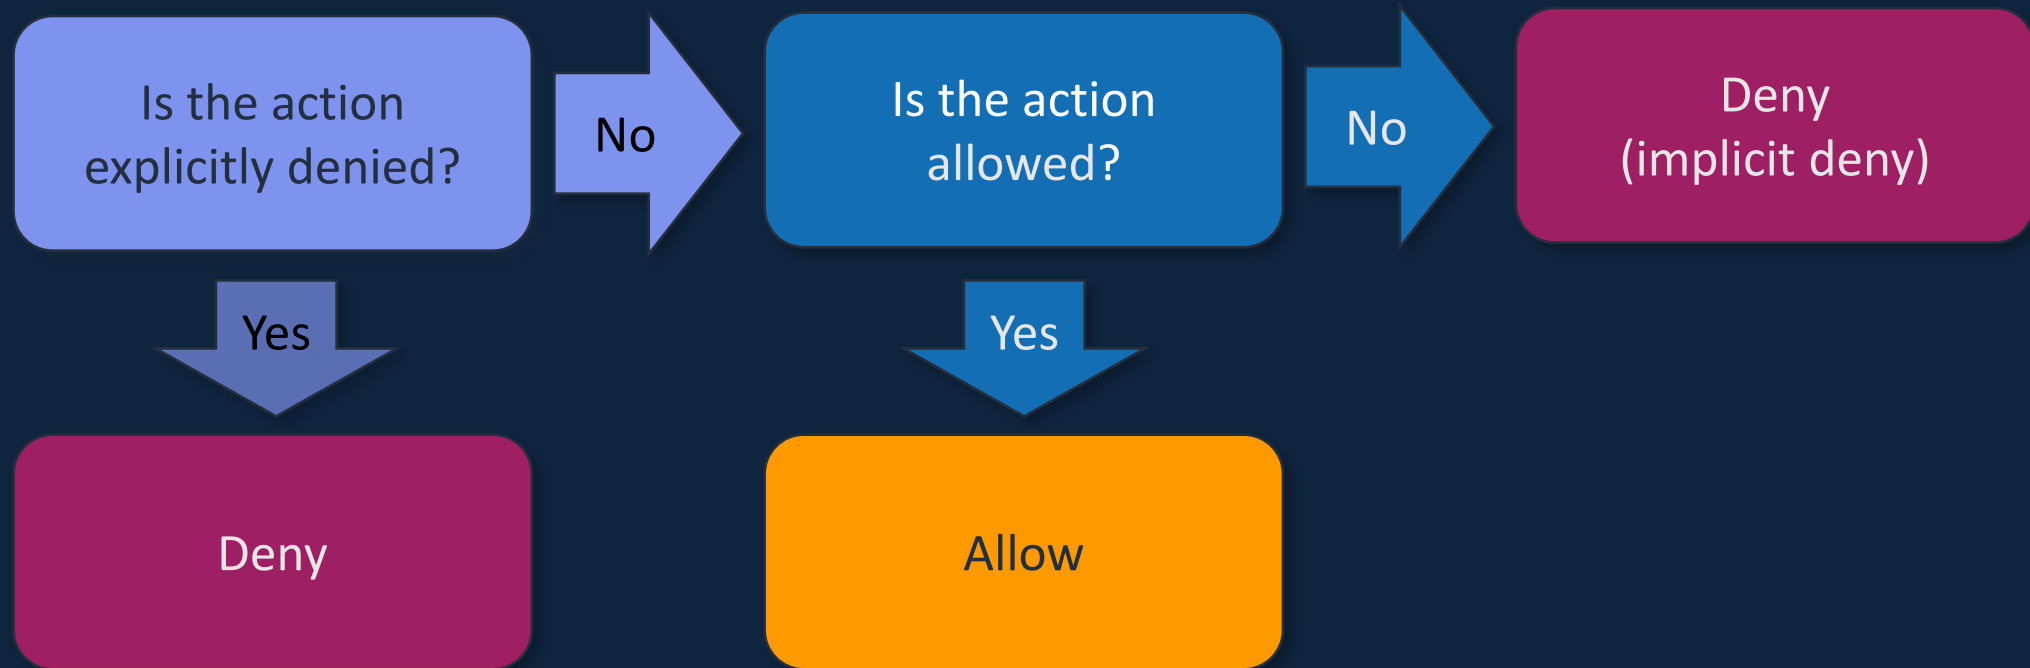 Is the action
explicitly denied?
No
Is the action
allowed?
No
Deny
(implicit deny)
Yes
Yes
Deny
Allow